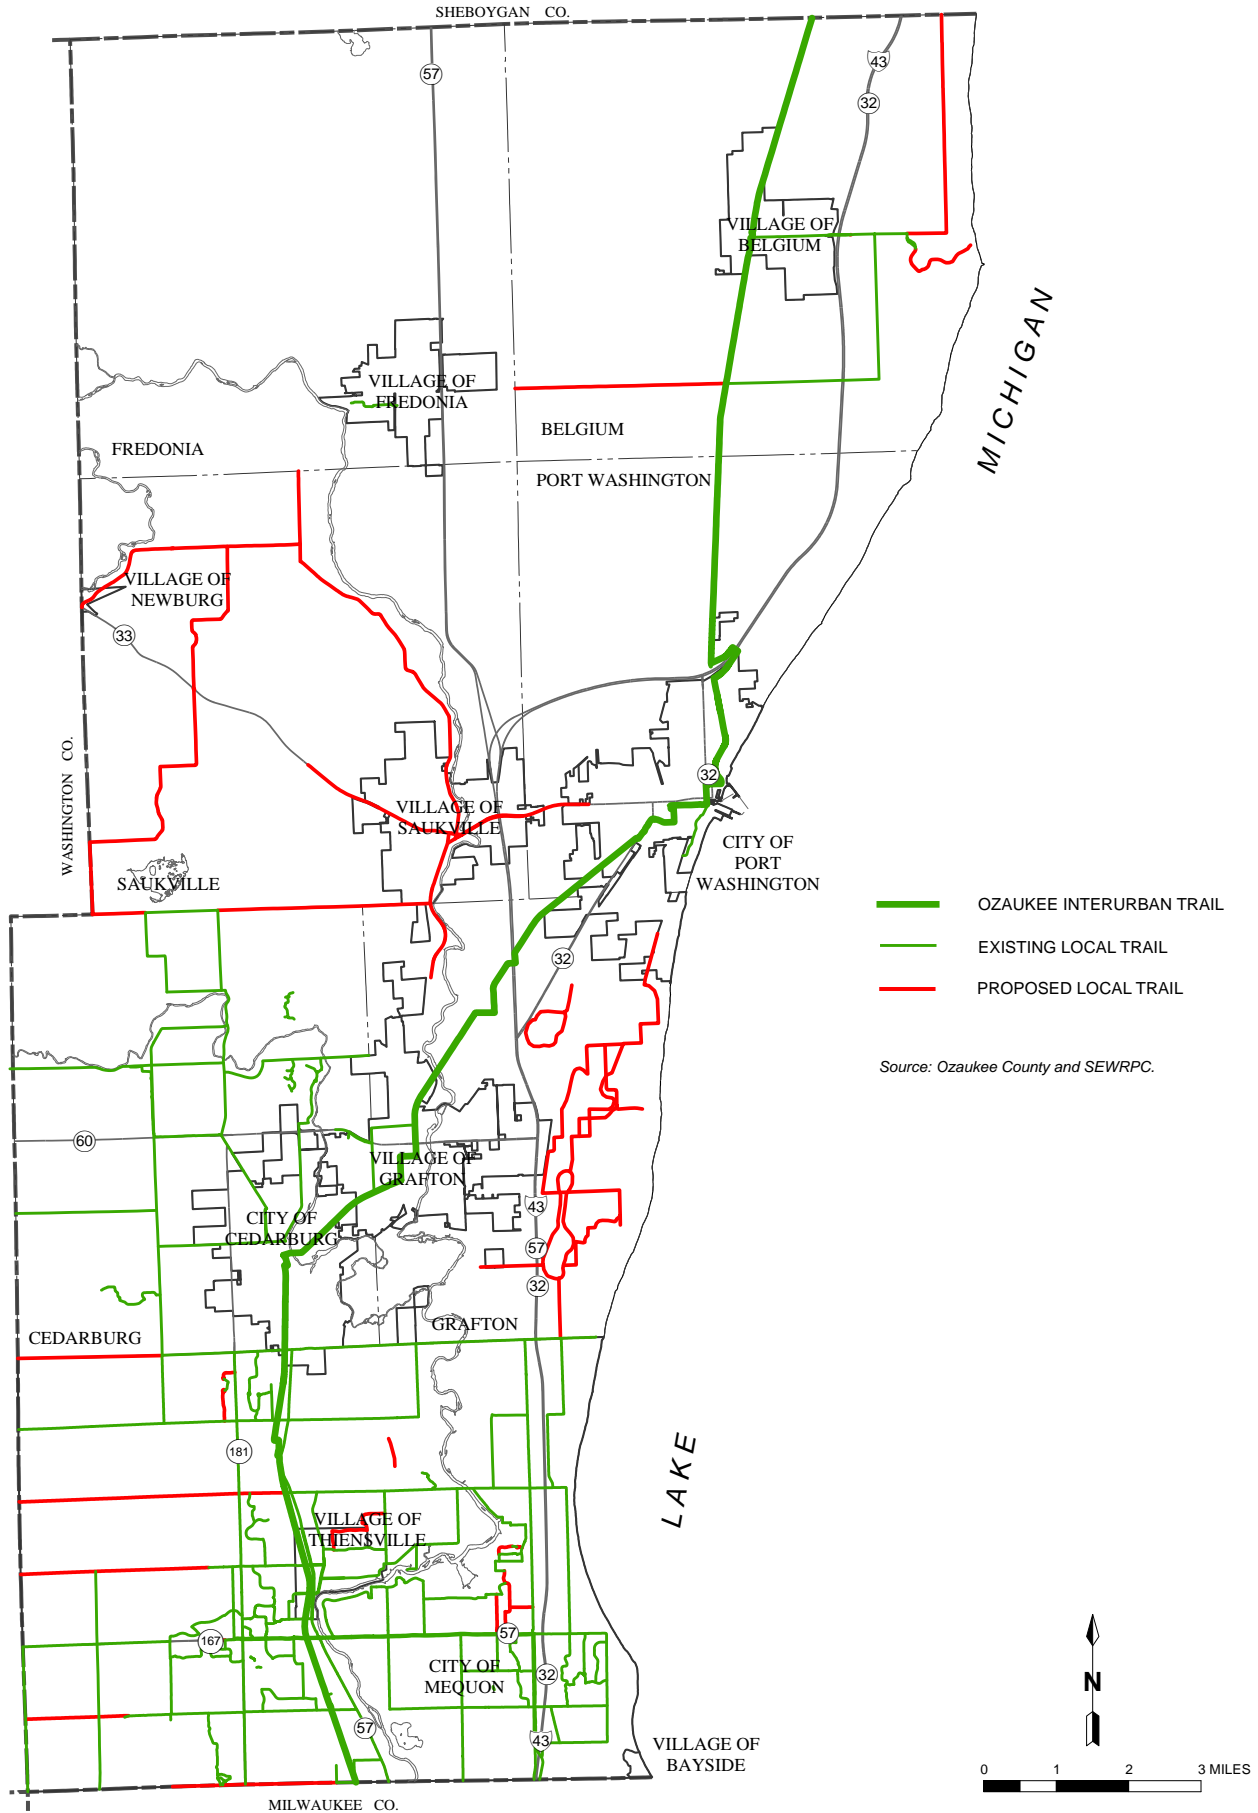 SHEBOYGAN CO.
57
43
32
VILLAGE OF
BELGIUM
MICHIGAN
VILLAGE OF
FREDONIA
BELGIUM
FREDONIA
PORT WASHINGTON
VILLAGE OF
NEWBURG
33
WASHINGTON CO.
32
VILLAGE OF
SAUKVILLE
CITY OF
PORT
WASHINGTON
SAUKVILLE
OZAUKEE INTERURBAN TRAIL
EXISTING LOCAL TRAIL
PROPOSED LOCAL TRAIL
32
Source: Ozaukee County and SEWRPC.
60
VILLAGE OF
GRAFTON
43
CITY OF
CEDARBURG
57
32
GRAFTON
CEDARBURG
181
LAKE
VILLAGE OF
THIENSVILLE
167
57
CITY OF
MEQUON
32
N
57
43
VILLAGE OF
BAYSIDE
0 1 2 3 MILES
MILWAUKEE CO.